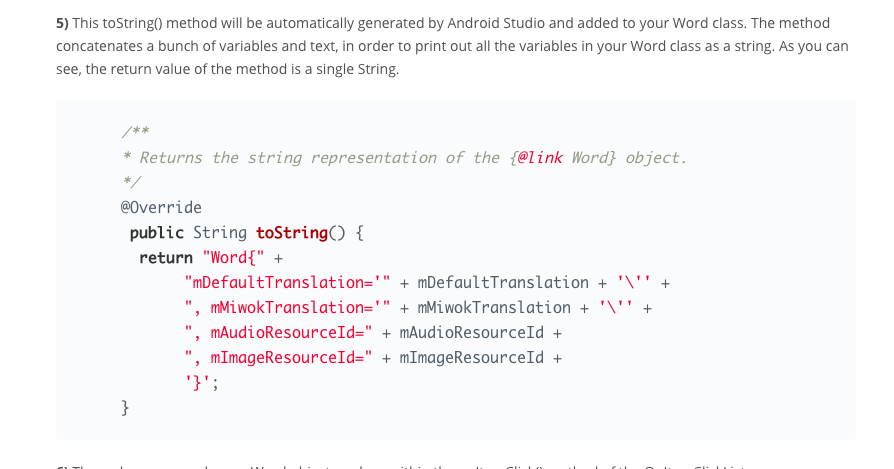 5) This toString() method will be automatically generated by Android Studio and added to your Word class. The method
concatenates a bunch of variables and text, in order to print out all the variables in your Word class as a string. As you can
see, the return value of the method is a single String.
/**
* Returns the string representation of the {@link Word} object.
*/
@Override
public String toString() {
return "Word{" +
"mDefaultTranslation='" + mDefaultTranslation + '\'' +
", mMiwokTranslation='" + mMiwokTranslation + '\'' +
", mAudioResourceId=" + mAudioResourceId +
", mImageResourceId=" + mImageResourceId +
'}';
}